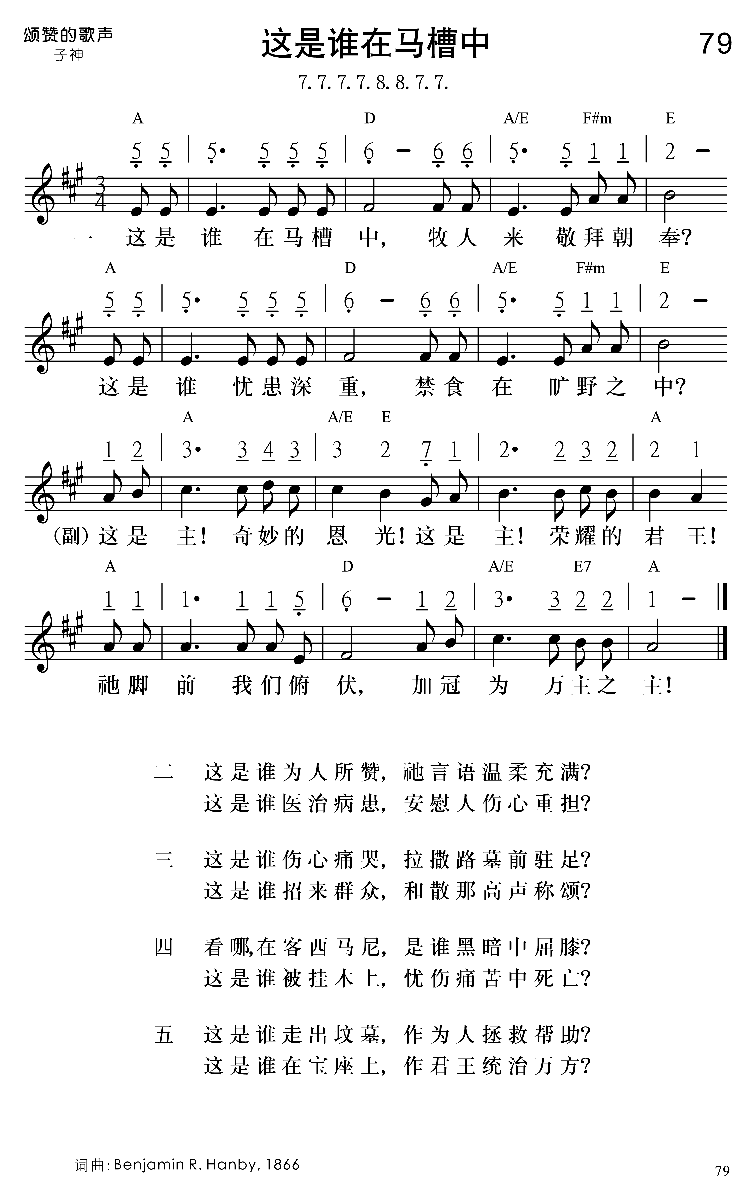 颂赞的歌声
子神
这是谁在马槽中
79
7.7.7.7.8.8.7.7.
A D A/E F#m E
5 5 | 5· 5 5 5 | 6 – 6 6 | 5· 5 1 1 | 2 – |
3/4
一 这是 谁 在马槽 中, 牧人 来 敬拜朝 奉?
A D A/E F#m E
5 5 | 5· 5 5 5 | 6 – 6 6 | 5· 5 1 1 | 2 – |
这是 谁 忧患深 重, 禁食 在 旷野之 中?
A A/E E A
1 2 | 3· 3 4 3 | 3 2 7 1 | 2· 2 3 2 | 2 1
(副) 这是 主! 奇妙的 恩 光! 这是 主! 荣耀的 君 王!
A D A/E E7 A
1 1 | 1· 1 1 5 | 6 – 1 2 | 3· 3 2 2 | 1 –
祂脚 前 我们俯 伏, 加冠 为 万主之 主!
二 这是谁为人所赞, 祂言语温柔充满?
这是谁医治病患, 安慰人伤心重担?
三 这是谁伤心痛哭, 拉撒路墓前驻足?
这是谁招来群众, 和散那高声称颂?
四 看哪,在客西马尼, 是谁黑暗中屈膝?
这是谁被挂木上, 忧伤痛苦中死亡?
五 这是谁走出坟墓, 作为人拯救帮助?
这是谁在宝座上, 作君王统治万方?
词曲: Benjamin R. Hanby, 1866
79